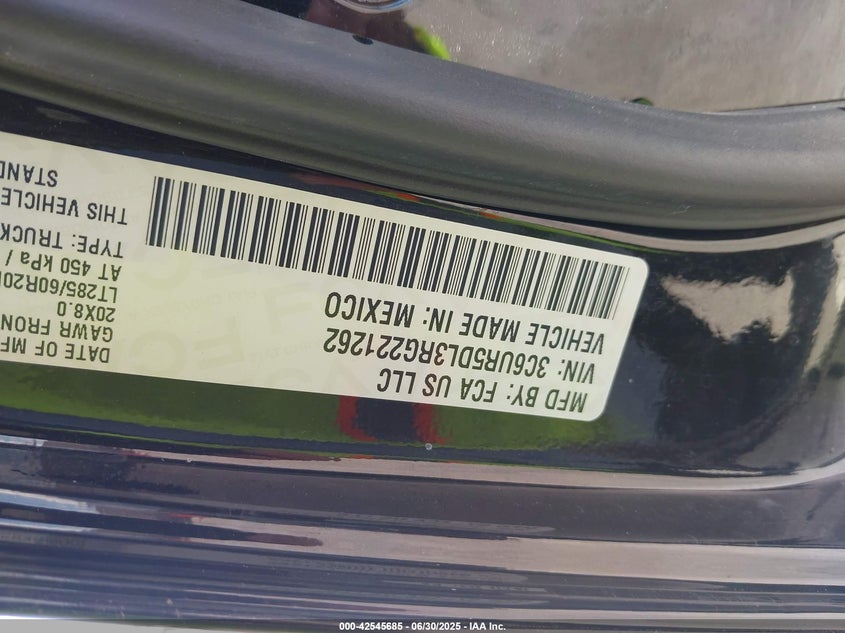 MFD BY: FCA US LLC
DATE OF MF
VIN: 3C6UR5DL3RG221262
GAWR FRON
20X8.0
VEHICLE MADE IN: MEXICO
LT285/60R20
AT 450 kPa /
TYPE: TRUCK
THIS VEHICLE
STAND
000-42545685 - 06/30/2025 - IAA Inc.